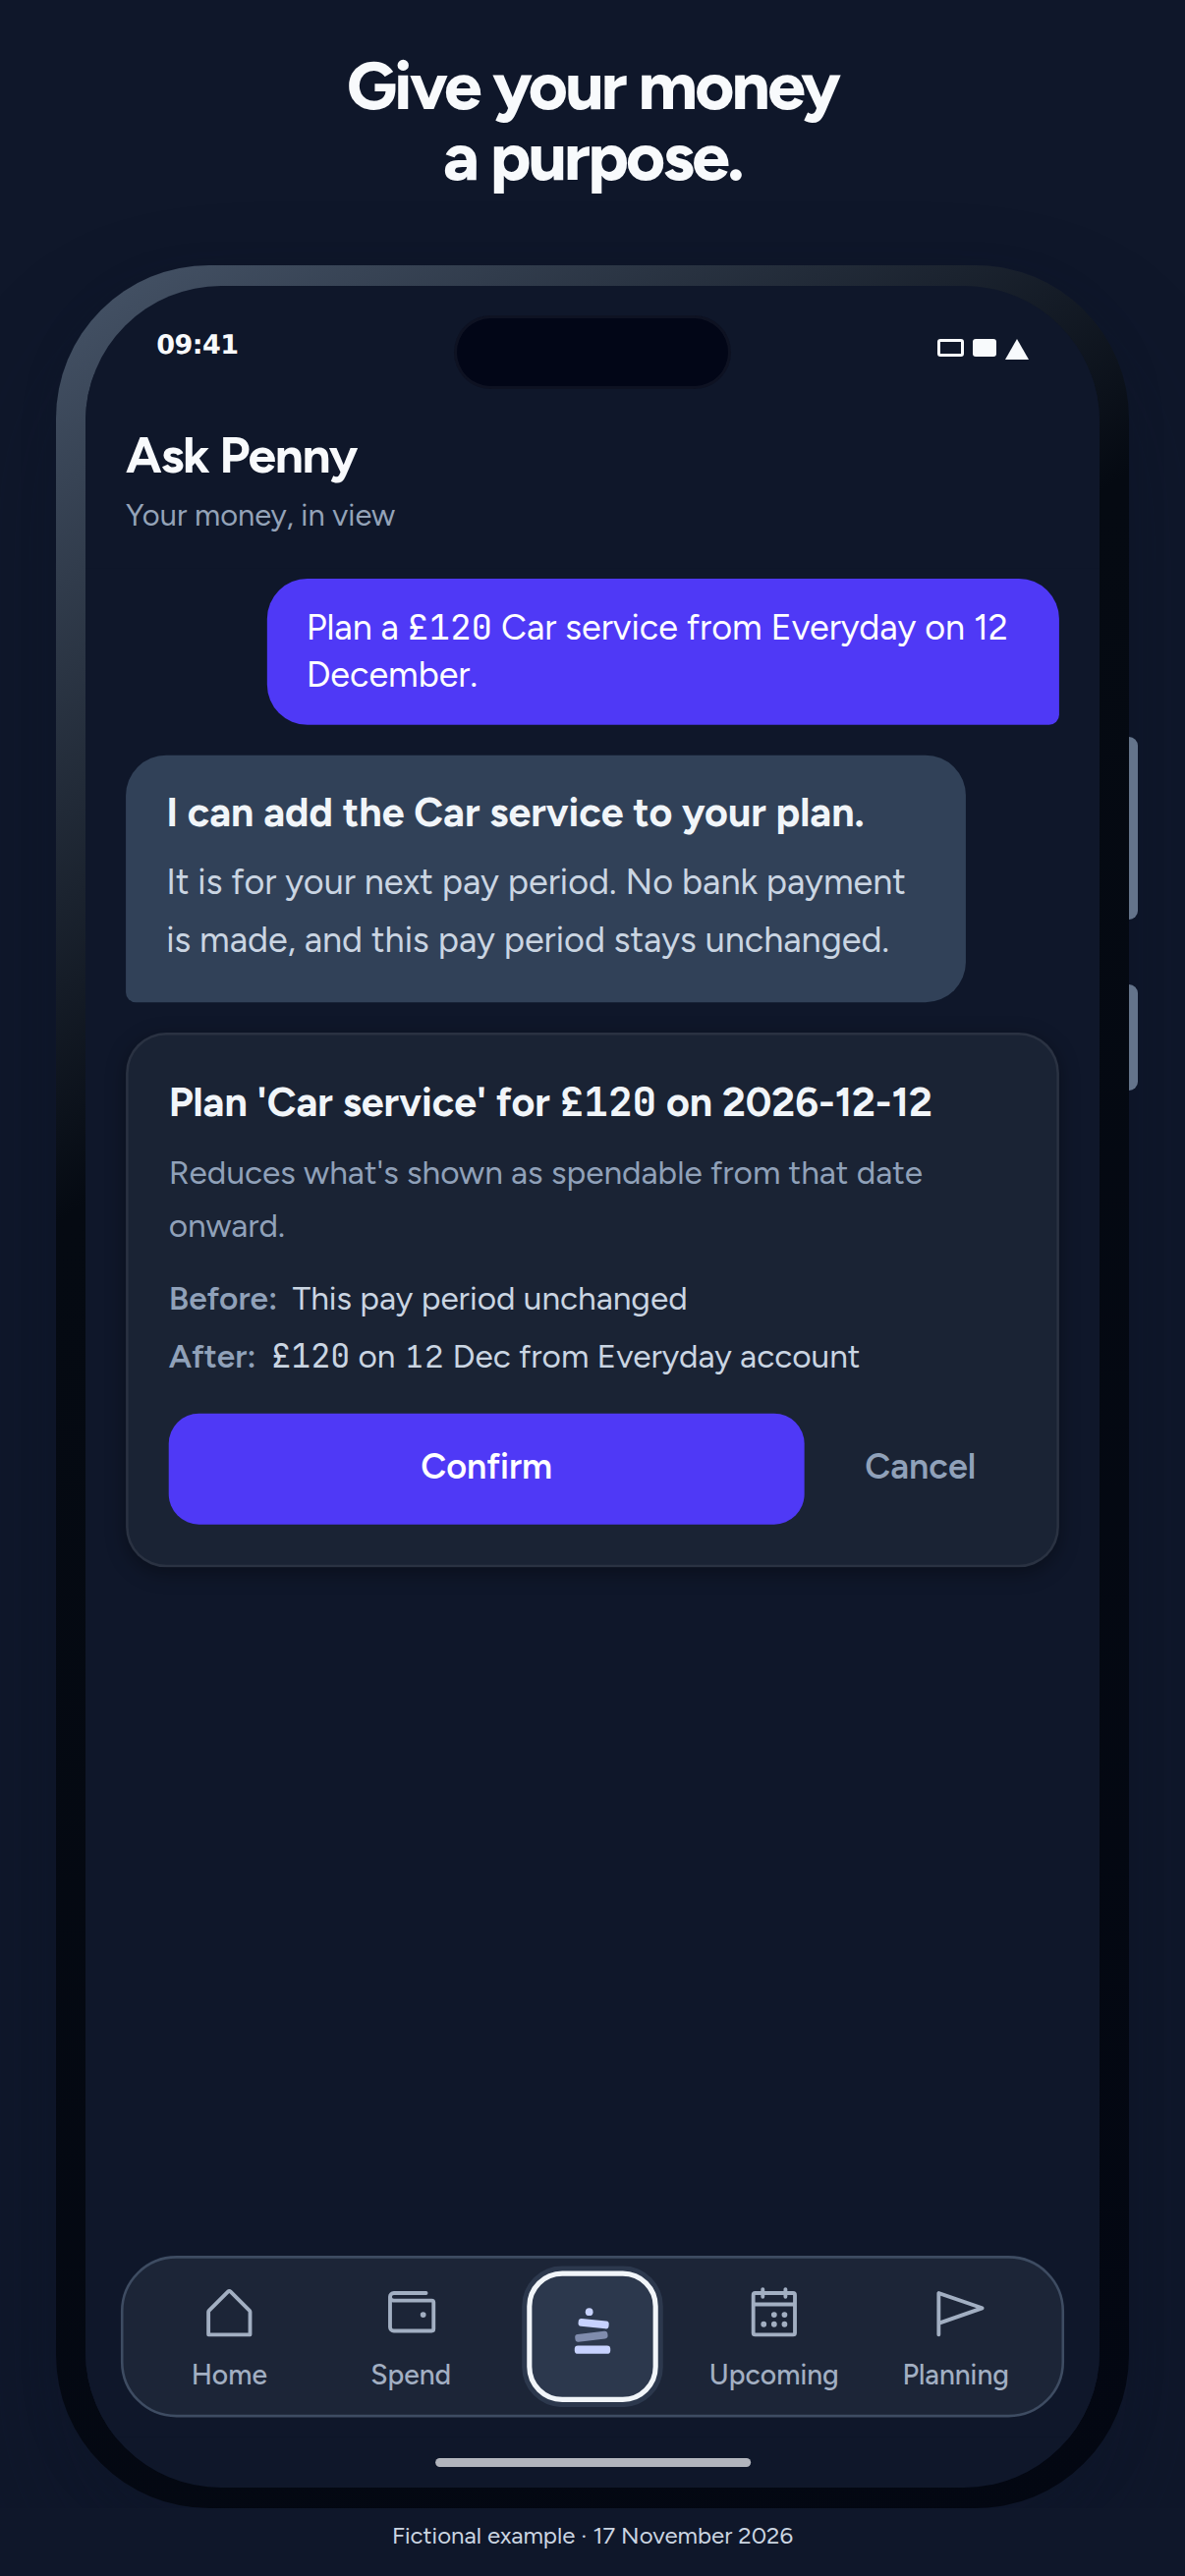 Give your money
a purpose.
09:41
Ask Penny
Your money, in view
Plan a £120 Car service from Everyday on 12
December.
I can add the Car service to your plan.
It is for your next pay period. No bank payment
is made, and this pay period stays unchanged.
Plan 'Car service' for £120 on 2026-12-12
Reduces what's shown as spendable from that date
onward.
Before: This pay period unchanged
After: £120 on 12 Dec from Everyday account
Confirm
Cancel
Home
Spend
Upcoming
Planning
Fictional example · 17 November 2026